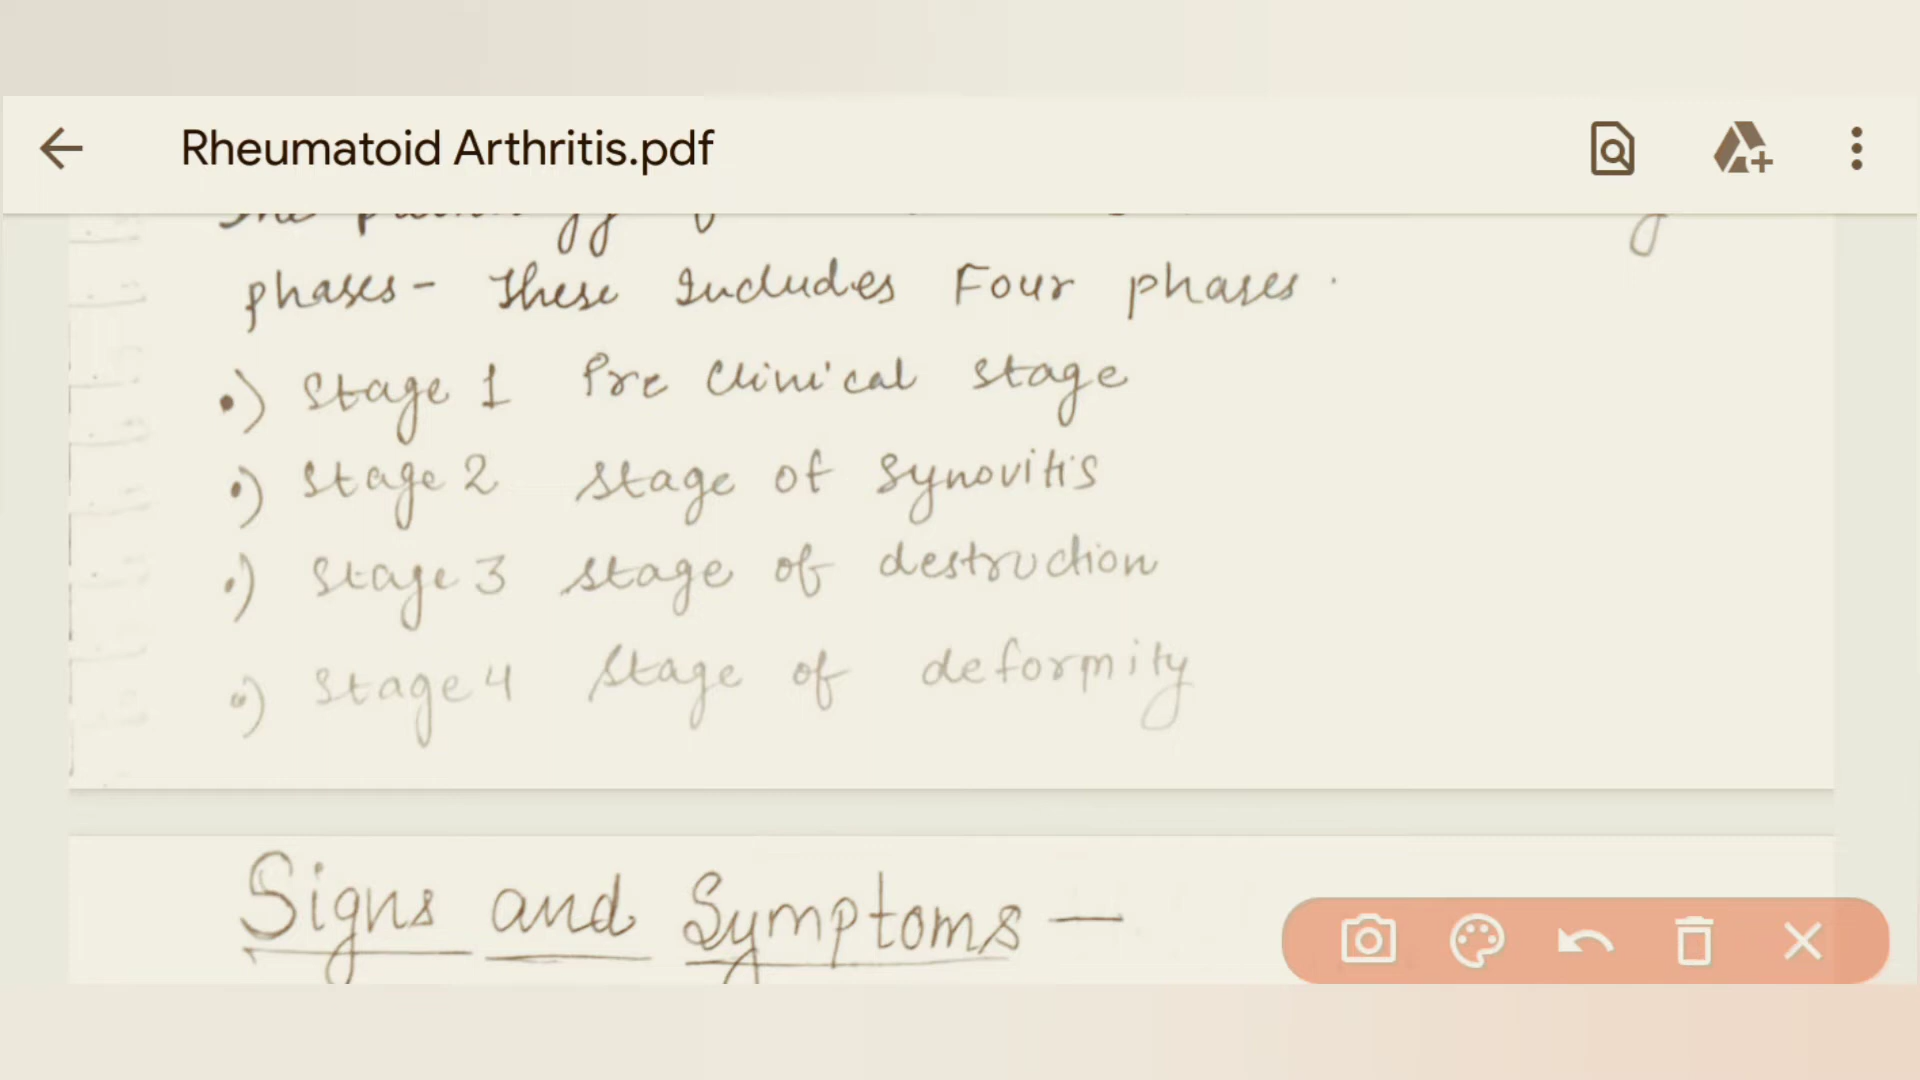 Rheumatoid Arthritis.pdf
The
phases - These Includes Four phases.
•) Stage 1 Pre Clinical stage
•) Stage 2 stage of synovitis
•) Stage 3 stage of destruction
•) Stage 4 stage of deformity
Signs and Symptoms —